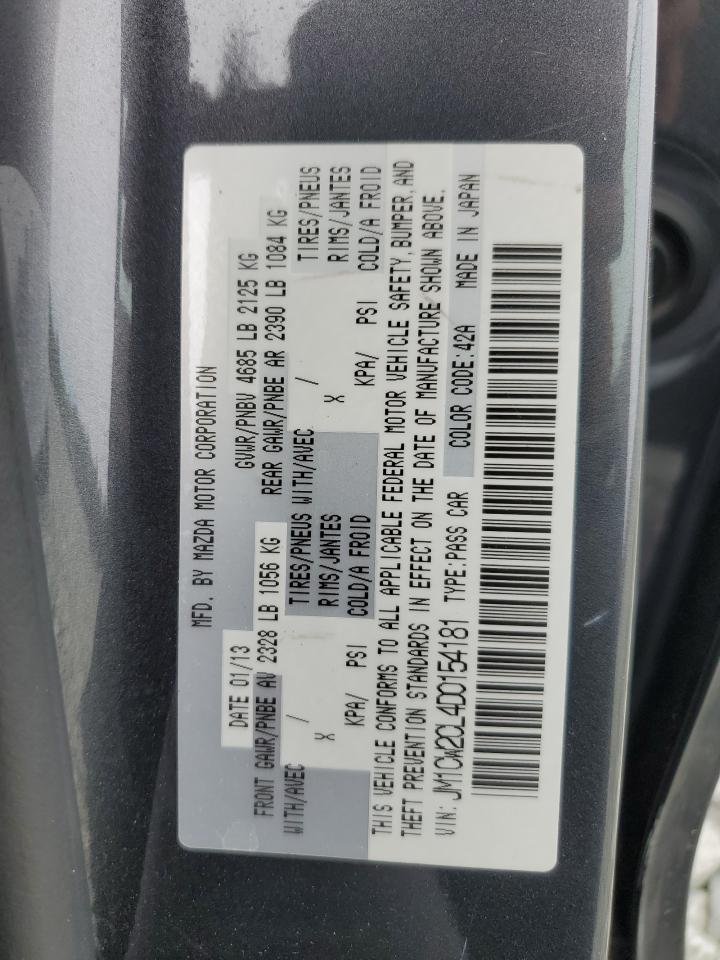 MFD. BY MAZDA MOTOR CORPORATION
DATE 01/13 GVWR/PNBV 4685 LB 2125 KG
FRONT GAWR/PNBE AV 2328 LB 1056 KG REAR GAWR/PNBE AR 2390 LB 1084 KG
WITH/AVEC / TIRES/PNEUS WITH/AVEC / TIRES/PNEUS
X RIMS/JANTES X RIMS/JANTES
KPA/ PSI COLD/A FROID KPA/ PSI COLD/A FROID
THIS VEHICLE CONFORMS TO ALL APPLICABLE FEDERAL MOTOR VEHICLE SAFETY, BUMPER, AND
THEFT PREVENTION STANDARDS IN EFFECT ON THE DATE OF MANUFACTURE SHOWN ABOVE.
VIN: JM1CW2CL4D0154181 TYPE:PASS CAR COLOR CODE:42A MADE IN JAPAN